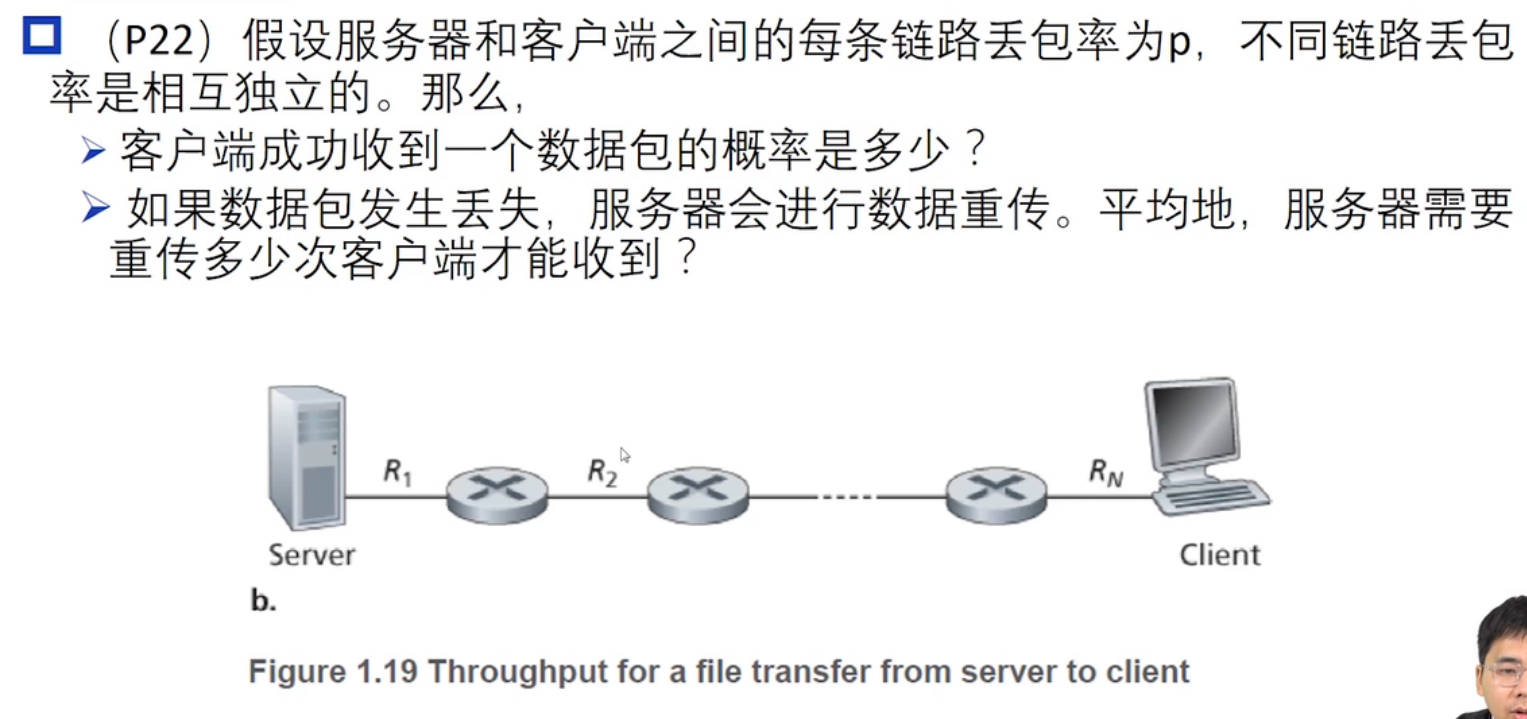 （P22）假设服务器和客户端之间的每条链路丢包率为p，不同链路丢包
率是相互独立的。那么，
客户端成功收到一个数据包的概率是多少？
如果数据包发生丢失，服务器会进行数据重传。平均地，服务器需要
重传多少次客户端才能收到？
R1 R2 RN
Server Client
b.
Figure 1.19 Throughput for a file transfer from server to client